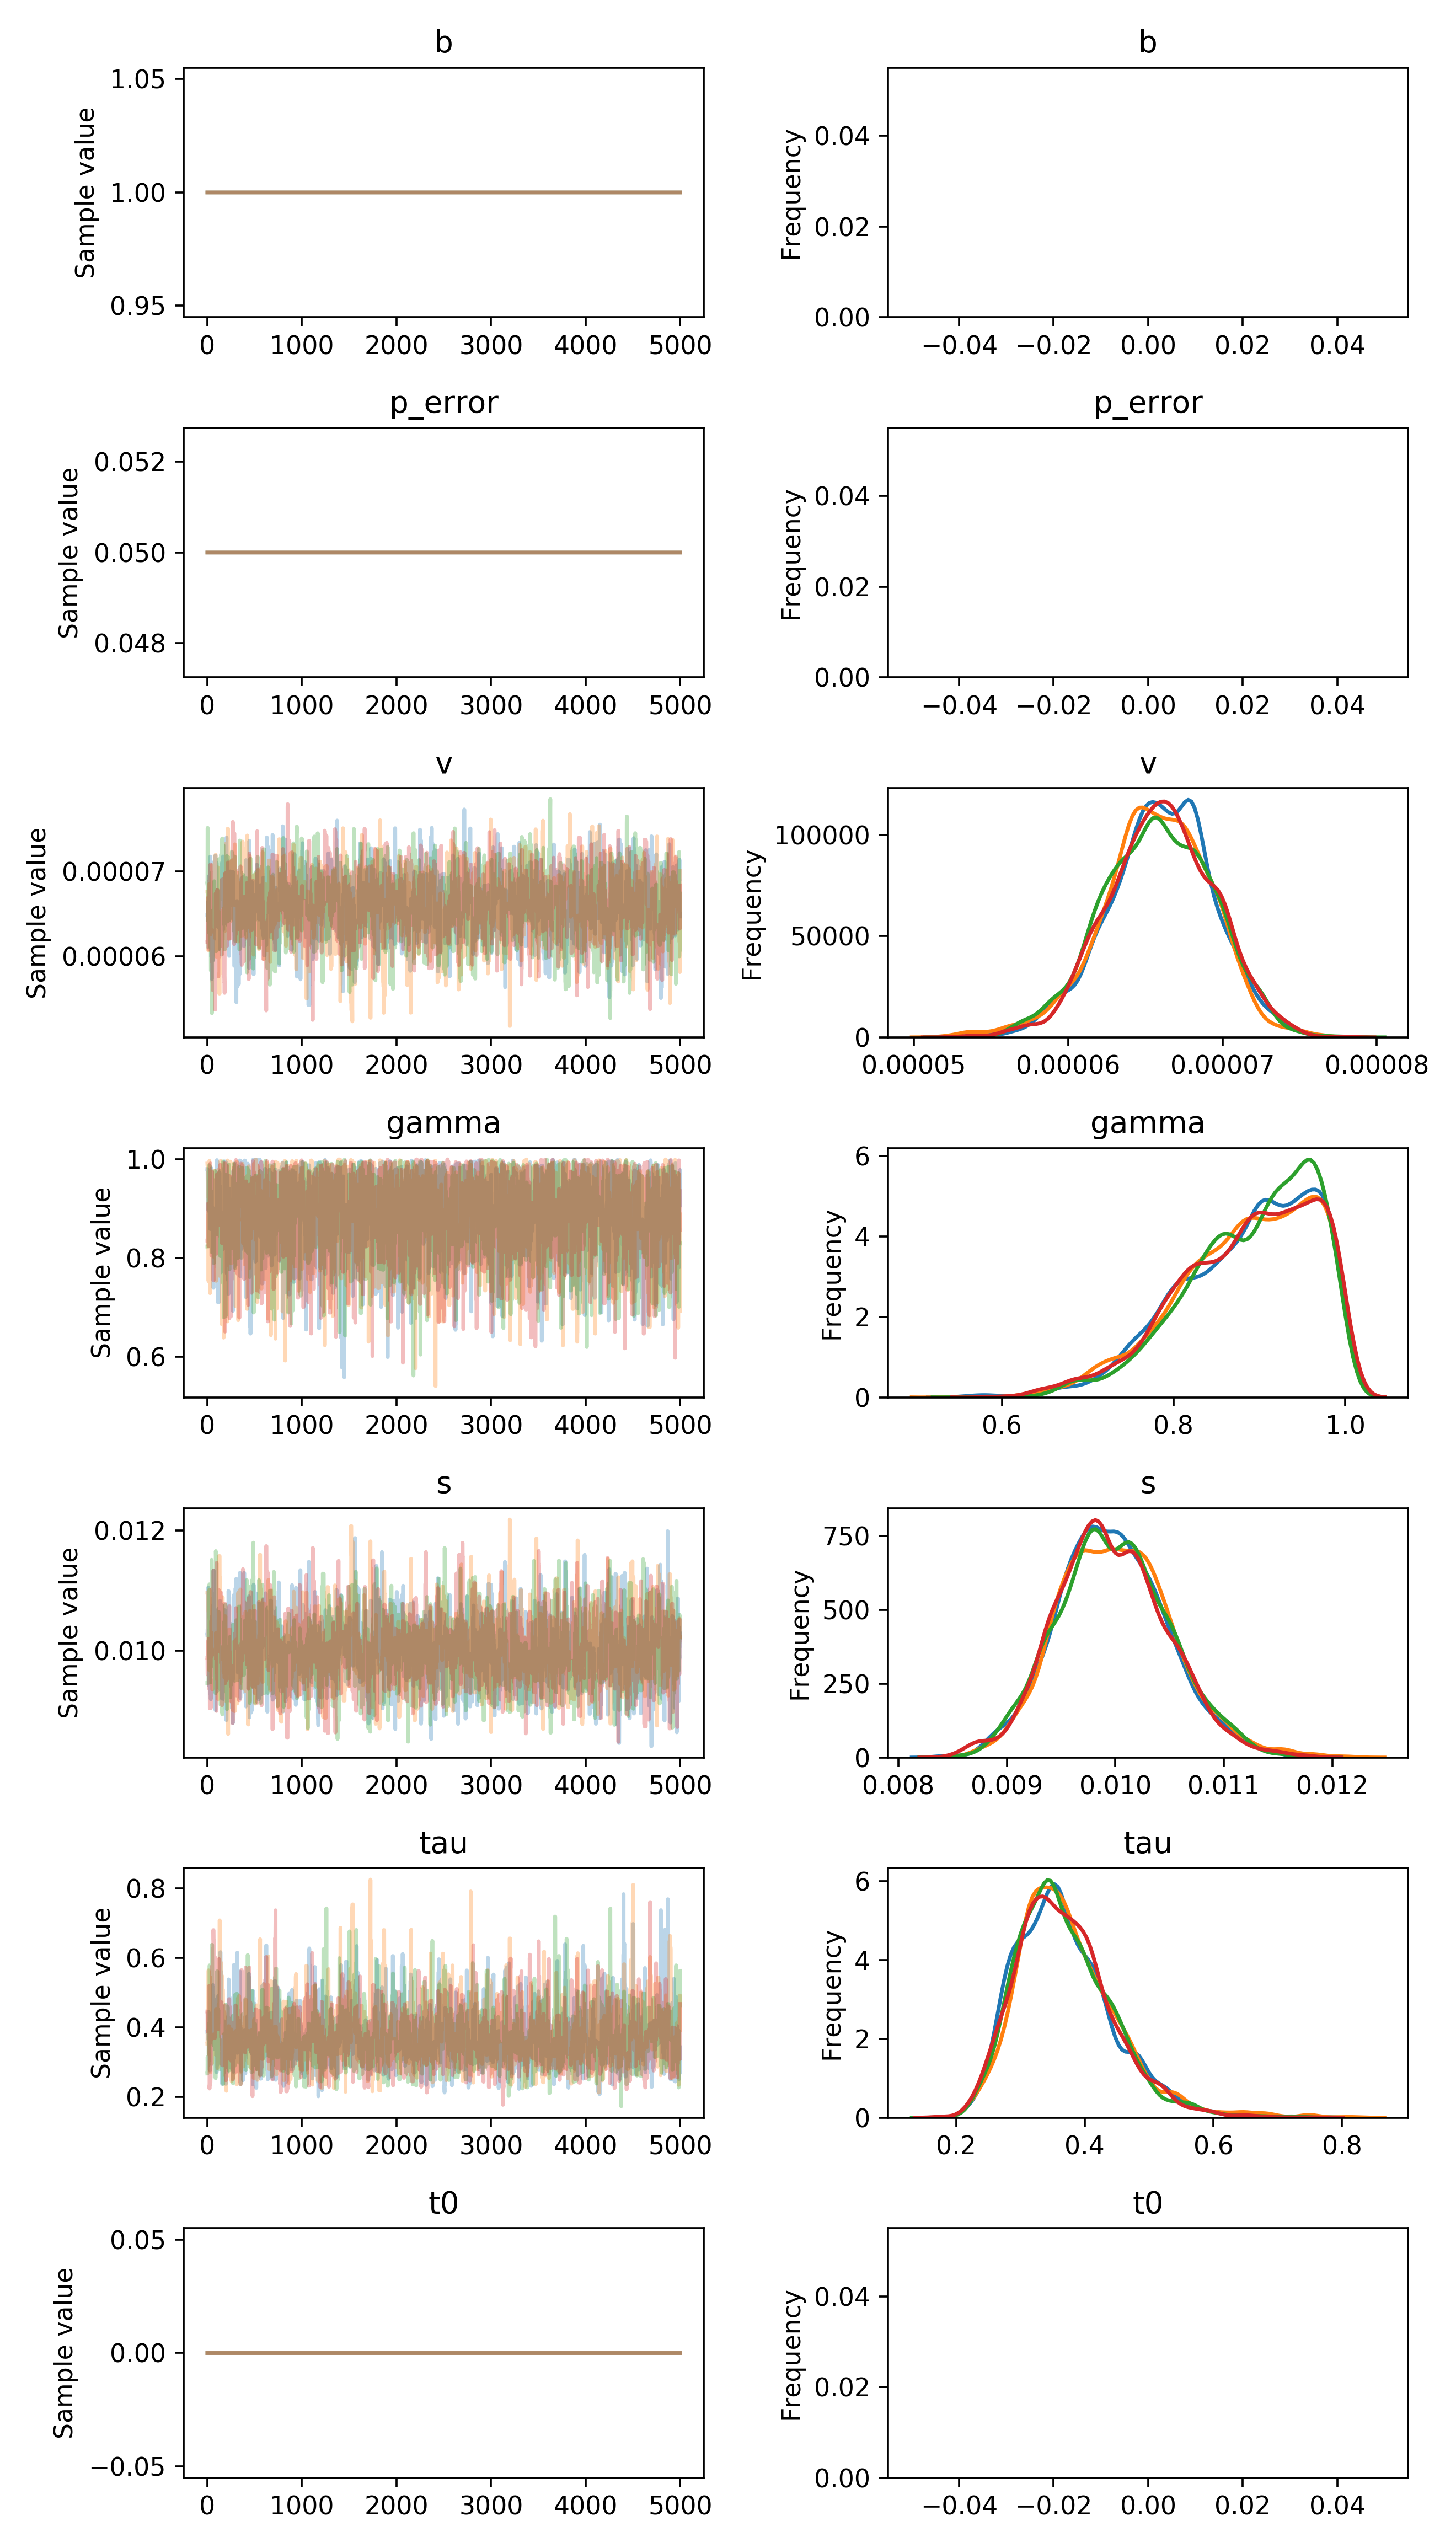 b
b
1.05
1.00
0.95
Sample value
0 1000 2000 3000 4000 5000
0.04
0.02
0.00
Frequency
−0.04 −0.02 0.00 0.02 0.04
p_error
p_error
0.052
0.050
0.048
Sample value
0 1000 2000 3000 4000 5000
0.04
0.02
0.00
Frequency
−0.04 −0.02 0.00 0.02 0.04
v
v
0.00007
0.00006
Sample value
0 1000 2000 3000 4000 5000
100000
50000
0
Frequency
0.00005 0.00006 0.00007 0.00008
gamma
gamma
1.0
0.8
0.6
Sample value
0 1000 2000 3000 4000 5000
6
4
2
0
Frequency
0.6 0.8 1.0
s
s
0.012
0.010
Sample value
0 1000 2000 3000 4000 5000
750
500
250
0
Frequency
0.008 0.009 0.010 0.011 0.012
tau
tau
0.8
0.6
0.4
0.2
Sample value
0 1000 2000 3000 4000 5000
6
4
2
0
Frequency
0.2 0.4 0.6 0.8
t0
t0
0.05
0.00
−0.05
Sample value
0 1000 2000 3000 4000 5000
0.04
0.02
0.00
Frequency
−0.04 −0.02 0.00 0.02 0.04